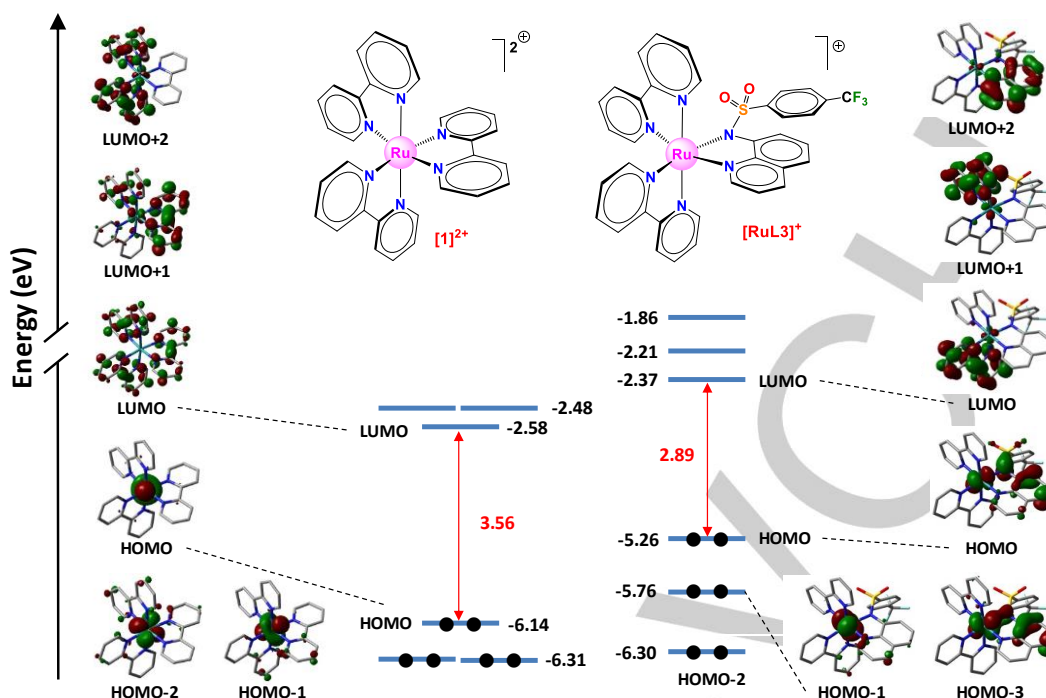 Energy (eV)
LUMO+2
LUMO+1
LUMO
HOMO
HOMO-2
HOMO-1
2⊕
N
N
N
N
N
N
Ru
[1]²⁺
⊕
O
O
S
CF₃
N
N
N
N
N
N
Ru
[RuL3]⁺
-2.48
LUMO
-2.58
3.56
HOMO
-6.14
-6.31
-1.86
-2.21
-2.37
LUMO
2.89
-5.26
HOMO
-5.76
-6.30
HOMO-2
LUMO+2
LUMO+1
LUMO
HOMO
HOMO-1
HOMO-3